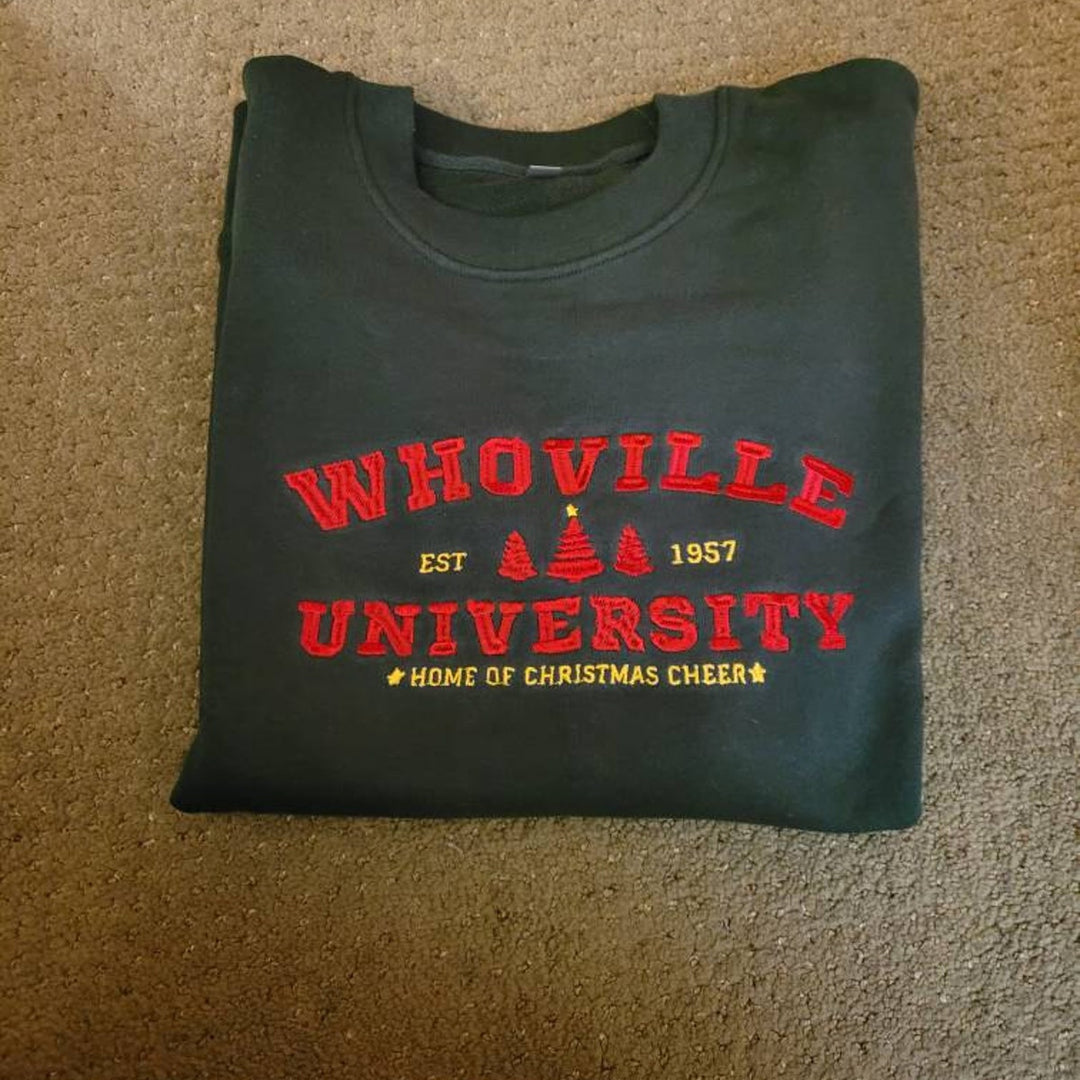 WHOVILLE
EST 1957
UNIVERSITY
HOME OF CHRISTMAS CHEER